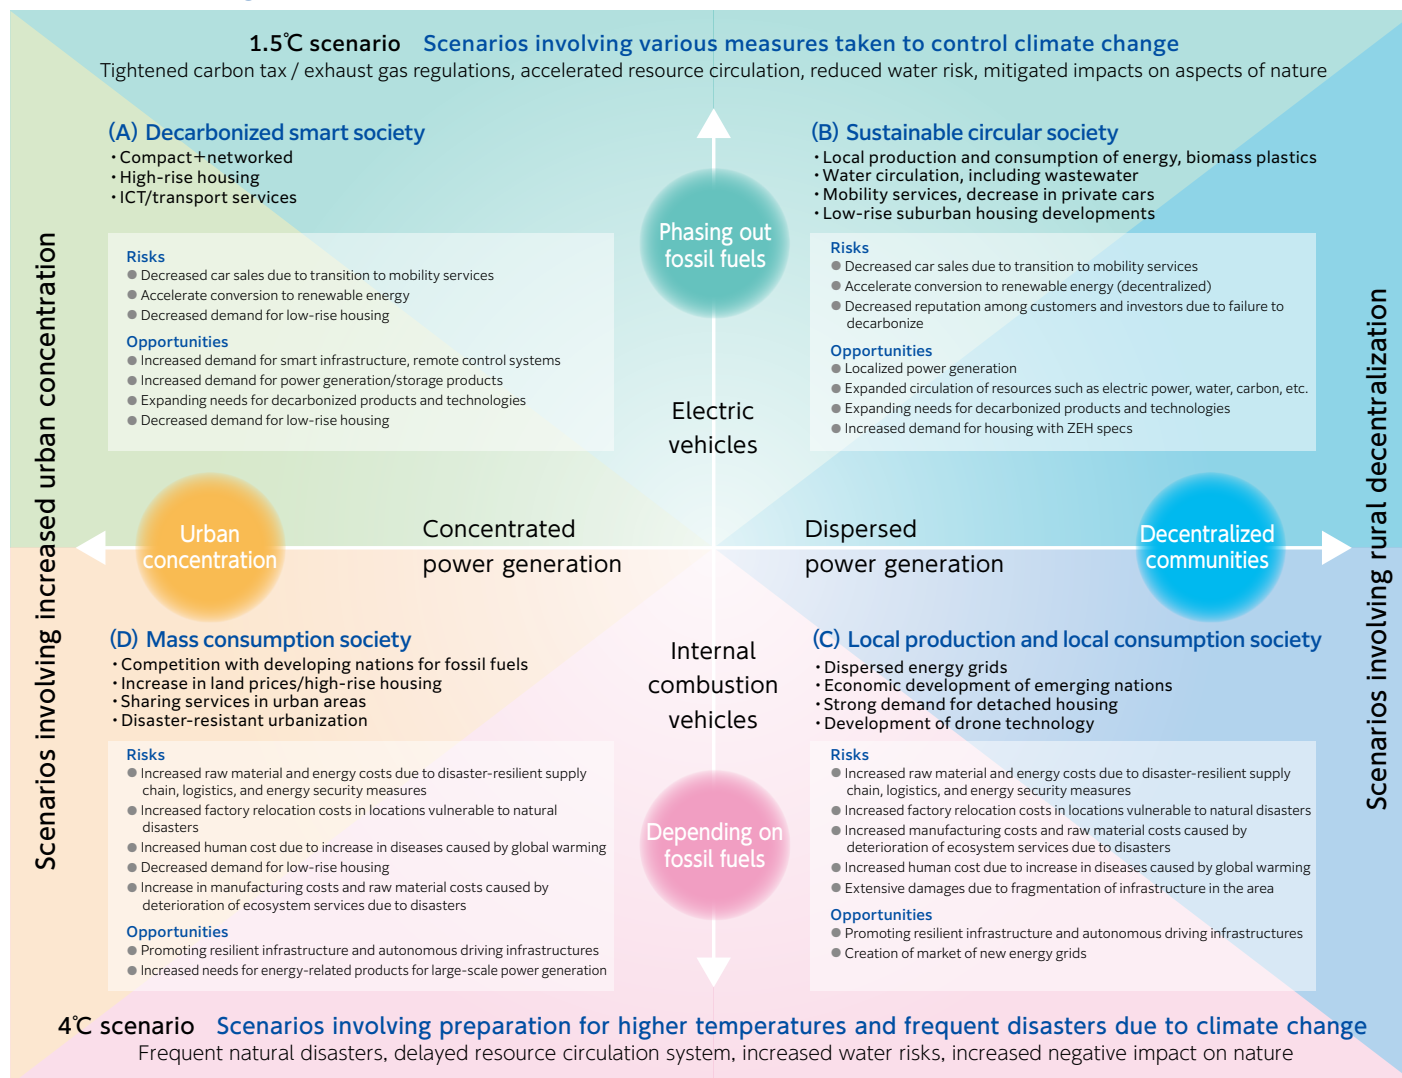 1.5℃ scenario Scenarios involving various measures taken to control climate change
Tightened carbon tax / exhaust gas regulations, accelerated resource circulation, reduced water risk, mitigated impacts on aspects of nature
Scenarios involving increased urban concentration
(A) Decarbonized smart society
・Compact+networked
・High-rise housing
・ICT/transport services
Risks
● Decreased car sales due to transition to mobility services
● Accelerate conversion to renewable energy
● Decreased demand for low-rise housing
Opportunities
● Increased demand for smart infrastructure, remote control systems
● Increased demand for power generation/storage products
● Expanding needs for decarbonized products and technologies
● Decreased demand for low-rise housing
Phasing out
fossil fuels
Electric
vehicles
(B) Sustainable circular society
・Local production and consumption of energy, biomass plastics
・Water circulation, including wastewater
・Mobility services, decrease in private cars
・Low-rise suburban housing developments
Risks
● Decreased car sales due to transition to mobility services
● Accelerate conversion to renewable energy (decentralized)
● Decreased reputation among customers and investors due to failure to
decarbonize
Opportunities
● Localized power generation
● Expanded circulation of resources such as electric power, water, carbon, etc.
● Expanding needs for decarbonized products and technologies
● Increased demand for housing with ZEH specs
Scenarios involving rural decentralization
Urban
concentration
Concentrated
power generation
Dispersed
power generation
Decentralized
communities
(D) Mass consumption society
・Competition with developing nations for fossil fuels
・Increase in land prices/high-rise housing
・Sharing services in urban areas
・Disaster-resistant urbanization
Risks
● Increased raw material and energy costs due to disaster-resilient supply
chain, logistics, and energy security measures
● Increased factory relocation costs in locations vulnerable to natural
disasters
● Increased human cost due to increase in diseases caused by global warming
● Decreased demand for low-rise housing
● Increase in manufacturing costs and raw material costs caused by
deterioration of ecosystem services due to disasters
Opportunities
● Promoting resilient infrastructure and autonomous driving infrastructures
● Increased needs for energy-related products for large-scale power generation
Internal
combustion
vehicles
Depending on
fossil fuels
(C) Local production and local consumption society
・Dispersed energy grids
・Economic development of emerging nations
・Strong demand for detached housing
・Development of drone technology
Risks
● Increased raw material and energy costs due to disaster-resilient supply
chain, logistics, and energy security measures
● Increased factory relocation costs in locations vulnerable to natural disasters
● Increased manufacturing costs and raw material costs caused by
deterioration of ecosystem services due to disasters
● Increased human cost due to increase in diseases caused by global warming
● Extensive damages due to fragmentation of infrastructure in the area
Opportunities
● Promoting resilient infrastructure and autonomous driving infrastructures
● Creation of market of new energy grids
4℃ scenario Scenarios involving preparation for higher temperatures and frequent disasters due to climate change
Frequent natural disasters, delayed resource circulation system, increased water risks, increased negative impact on nature